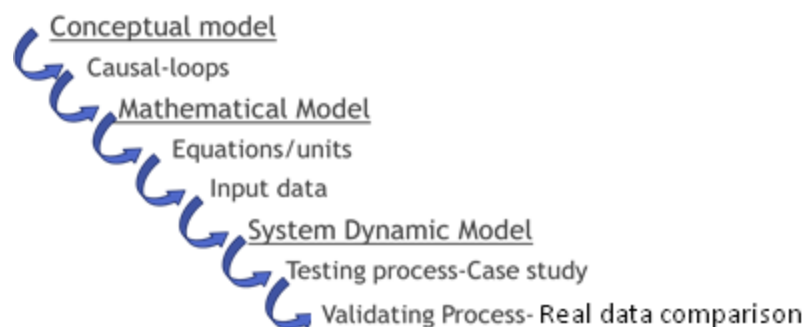 Conceptual model
Causal-loops
Mathematical Model
Equations/units
Input data
System Dynamic Model
Testing process-Case study
Validating Process- Real data comparison